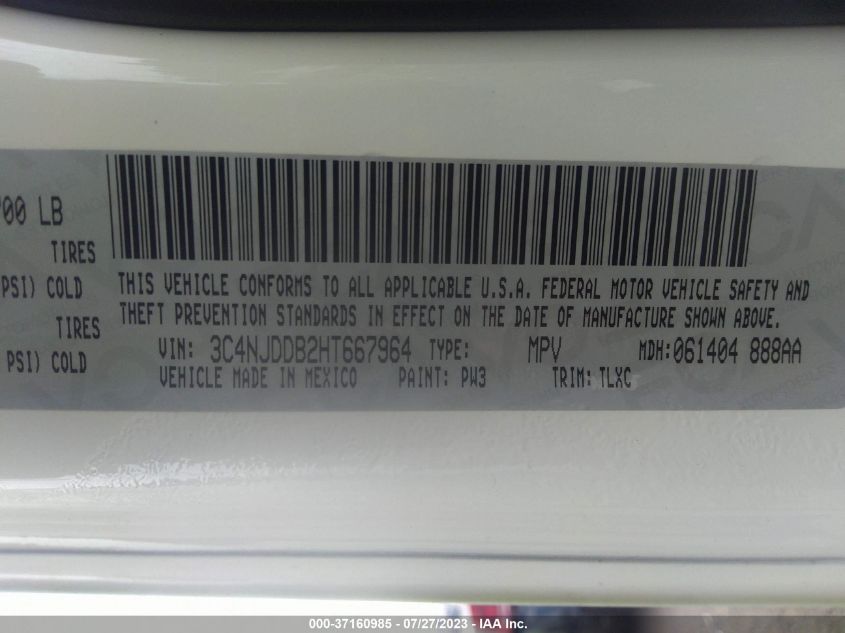 00 LB
TIRES
PSI) COLD
TIRES
PSI) COLD
THIS VEHICLE CONFORMS TO ALL APPLICABLE U.S.A. FEDERAL MOTOR VEHICLE SAFETY AND
THEFT PREVENTION STANDARDS IN EFFECT ON THE DATE OF MANUFACTURE SHOWN ABOVE.
VIN: 3C4NJDDB2HT667964 TYPE: MPV MDH:061404 888AA
VEHICLE MADE IN MEXICO PAINT: PW3 TRIM:TLXC
000-37160985 - 07/27/2023 - IAA Inc.